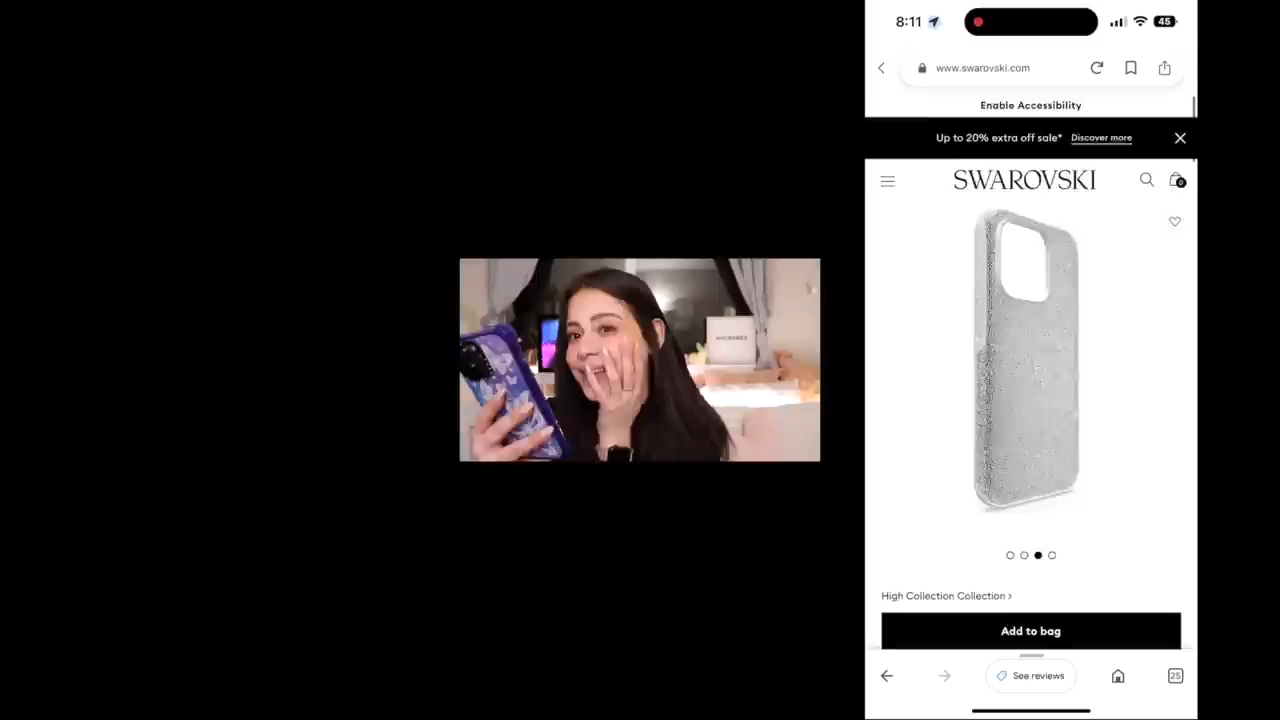 8:11
45
www.swarovski.com
Enable Accessibility
Up to 20% extra off sale* Discover more
SWAROVSKI
0
High Collection Collection >
Add to bag
See reviews
25